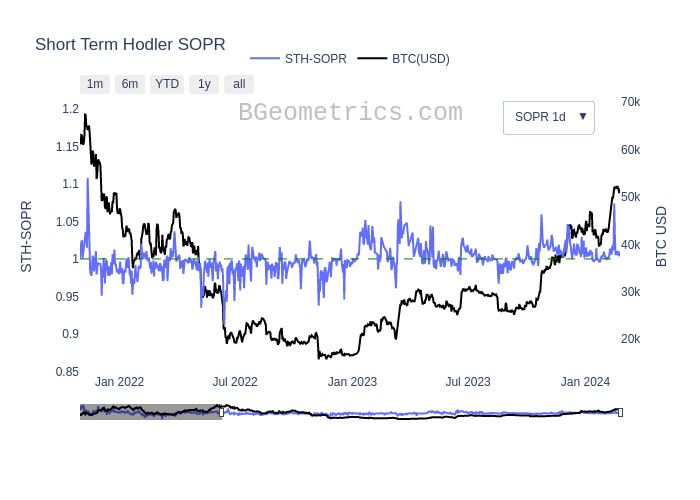 Short Term Hodler SOPR
STH-SOPR
BTC(USD)
1m
6m
YTD
1y
all
BGeometrics.com
SOPR 1d ▼
1.2
1.15
1.1
1.05
1
0.95
0.9
0.85
STH-SOPR
70k
60k
50k
40k
30k
20k
BTC USD
Jan 2022
Jul 2022
Jan 2023
Jul 2023
Jan 2024